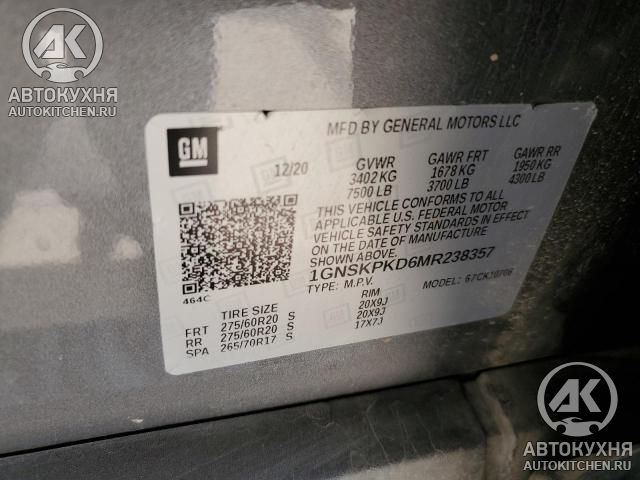 АК
АВТОКУХНЯ
AUTOKITCHEN.RU
GM
MFD BY GENERAL MOTORS LLC
12/20
GVWR GAWR FRT GAWR RR
3402 KG 1678 KG 1950 KG
7500 LB 3700 LB 4300 LB
THIS VEHICLE CONFORMS TO ALL
APPLICABLE U.S. FEDERAL MOTOR
VEHICLE SAFETY STANDARDS IN EFFECT
ON THE DATE OF MANUFACTURE SHOWN ABOVE.
1GNSKPKD6MR238357
TYPE: M.P.V. MODEL: 67CK10706
464C
TIRE SIZE RIM
FRT 275/60R20 S 20X9J
RR 275/60R20 S 20X9J
SPA 265/70R17 S 17X7J
АК
АВТОКУХНЯ
AUTOKITCHEN.RU